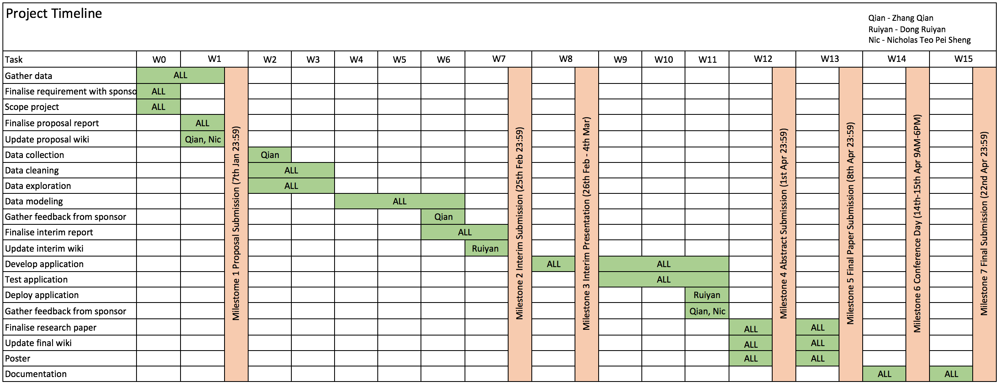 Project Timeline
Qian - Zhang Qian
Ruiyan - Dong Ruiyan
Nic - Nicholas Teo Pei Sheng
Task W0 W1 W2 W3 W4 W5 W6 W7 W8 W9 W10 W11 W12 W13 W14 W15
Gather data ALL
Finalise requirement with sponso ALL
Scope project ALL
Finalise proposal report ALL
Update proposal wiki Qian, Nic
Data collection Qian
Data cleaning ALL
Data exploration ALL
Data modeling ALL
Gather feedback from sponsor Qian
Finalise interim report ALL
Update interim wiki Ruiyan
Develop application ALL ALL
Test application ALL
Deploy application Ruiyan
Gather feedback from sponsor Qian, Nic
Finalise research paper ALL ALL
Update final wiki ALL ALL
Poster ALL ALL
Documentation ALL ALL
Milestome 1 Proposal Submission (7th Jan 23:59)
Milestone 2 Interim Submission (25th Feb 23:59)
Milestone 3 Interim Presentation (26th Feb - 4th Mar)
Milestone 4 Abstract Submission (1st Apr 23:59)
Milestone 5 Final Paper Submission (8th Apr 23:59)
Milestone 6 Conference Day (14th-15th Apr 9AM-6PM)
Milestone 7 Final Submission (22nd Apr 23:59)